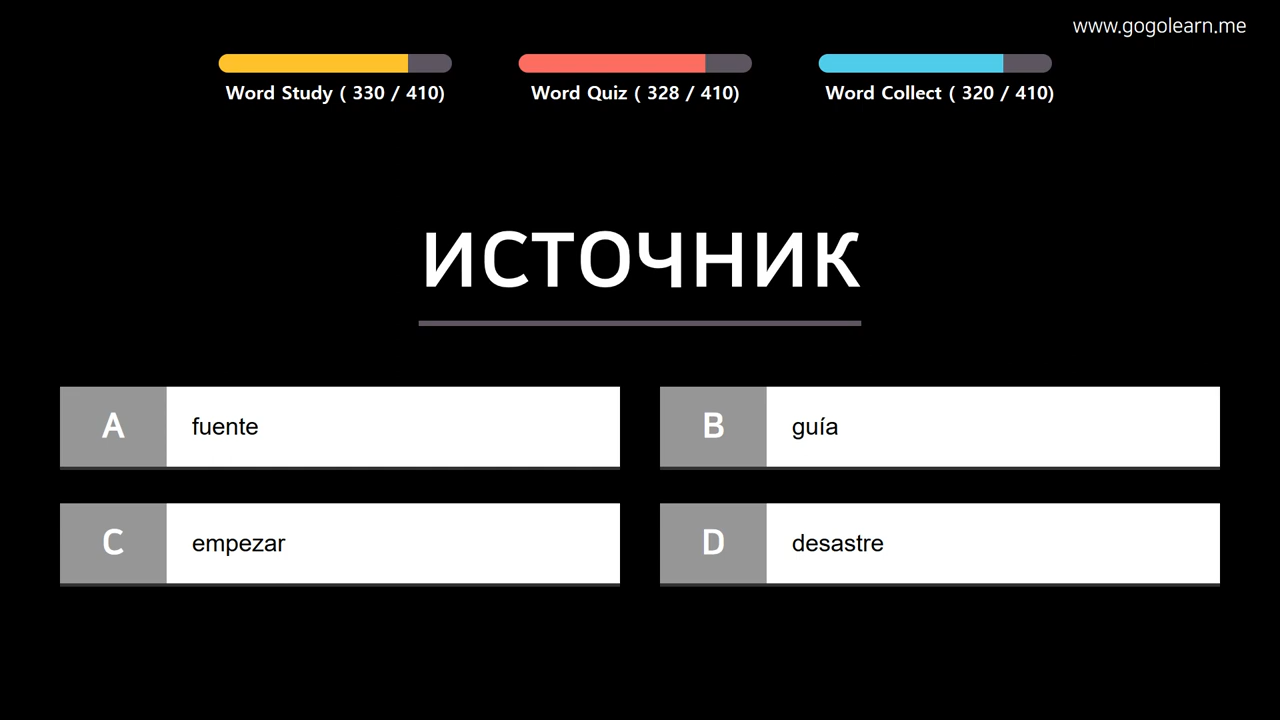 www.gogolearn.me
Word Study ( 330 / 410)
Word Quiz ( 328 / 410)
Word Collect ( 320 / 410)
источник
A fuente
B guía
C empezar
D desastre